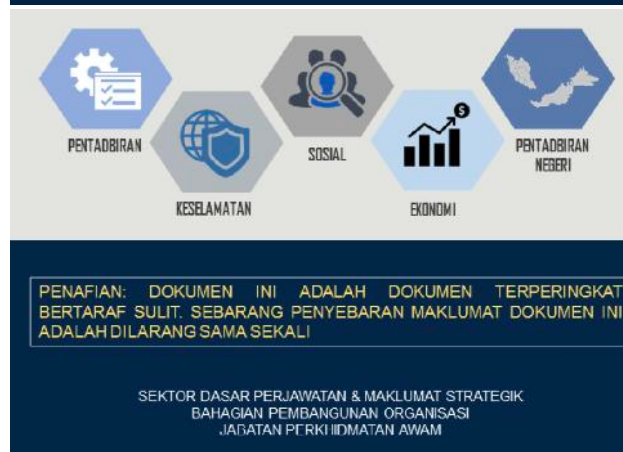 PENTADBIRAN
KESELAMATAN
SOSIAL
$
EKONOMI
PENTADBIRAN
NEGERI
PENAFIAN: DOKUMEN INI ADALAH DOKUMEN TERPERINGKAT
BERTARAF SULIT. SEBARANG PENYEBARAN MAKLUMAT DOKUMEN INI
ADALAH DILARANG SAMA SEKALI
SEKTOR DASAR PERJAWATAN & MAKLUMAT STRATEGIK
BAHAGIAN PEMBANGUNAN ORGANISASI
JABATAN PERKHIDMATAN AWAM